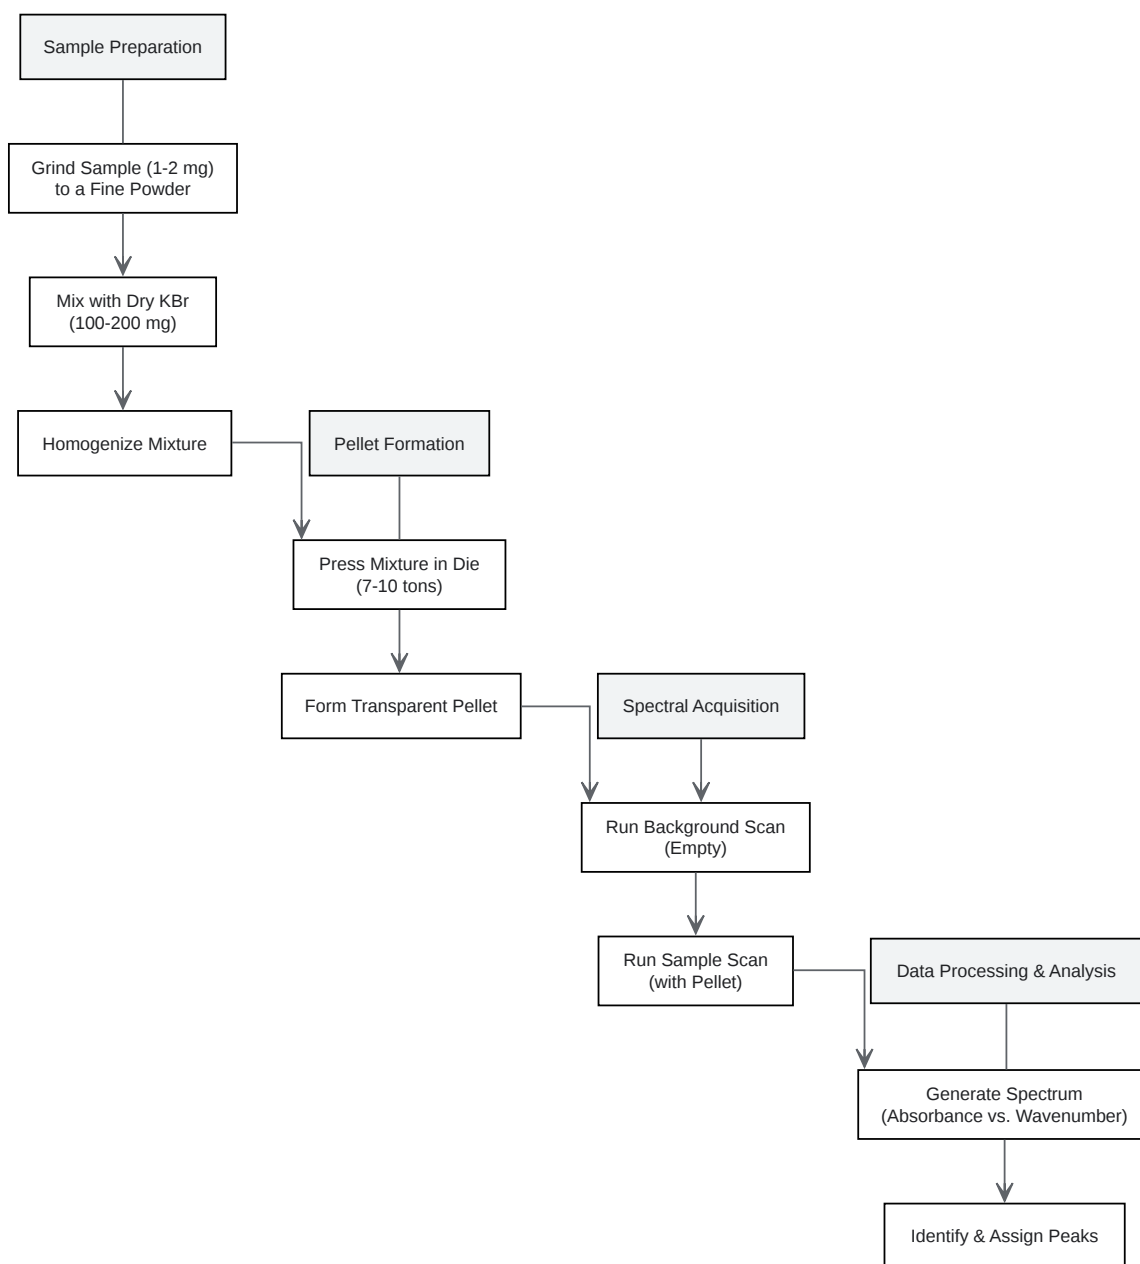 Sample Preparation
Grind Sample (1-2 mg)
to a Fine Powder
Mix with Dry KBr
(100-200 mg)
Homogenize Mixture
Pellet Formation
Press Mixture in Die
(7-10 tons)
Form Transparent Pellet
Spectral Acquisition
Run Background Scan
(Empty)
Run Sample Scan
(with Pellet)
Data Processing & Analysis
Generate Spectrum
(Absorbance vs. Wavenumber)
Identify & Assign Peaks